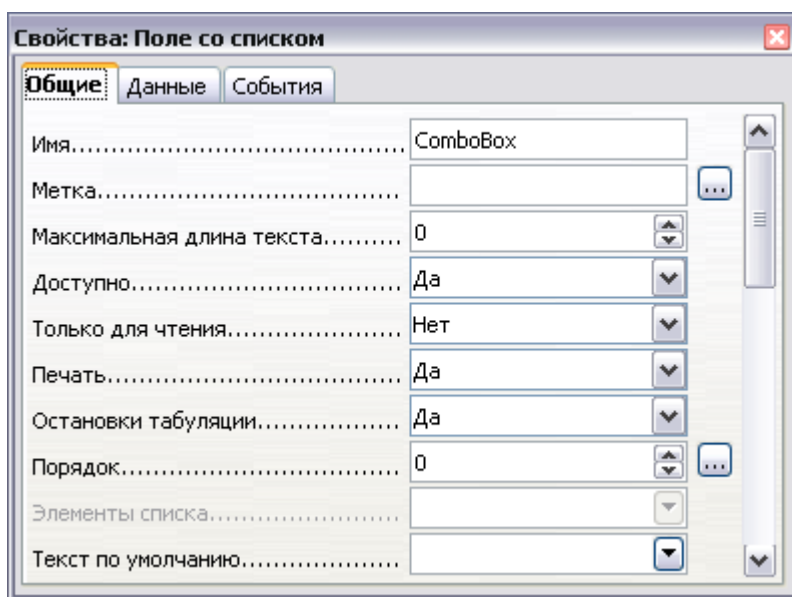 Свойства: Поле со списком
Общие Данные События
Имя........................................ ComboBox
Метка..................................... ...
Максимальная длина текста.......... 0
Доступно................................. Да
Только для чтения...................... Нет
Печать.................................... Да
Остановки табуляции.................. Да
Порядок................................... 0 ...
Элементы списка........................
Текст по умолчанию....................